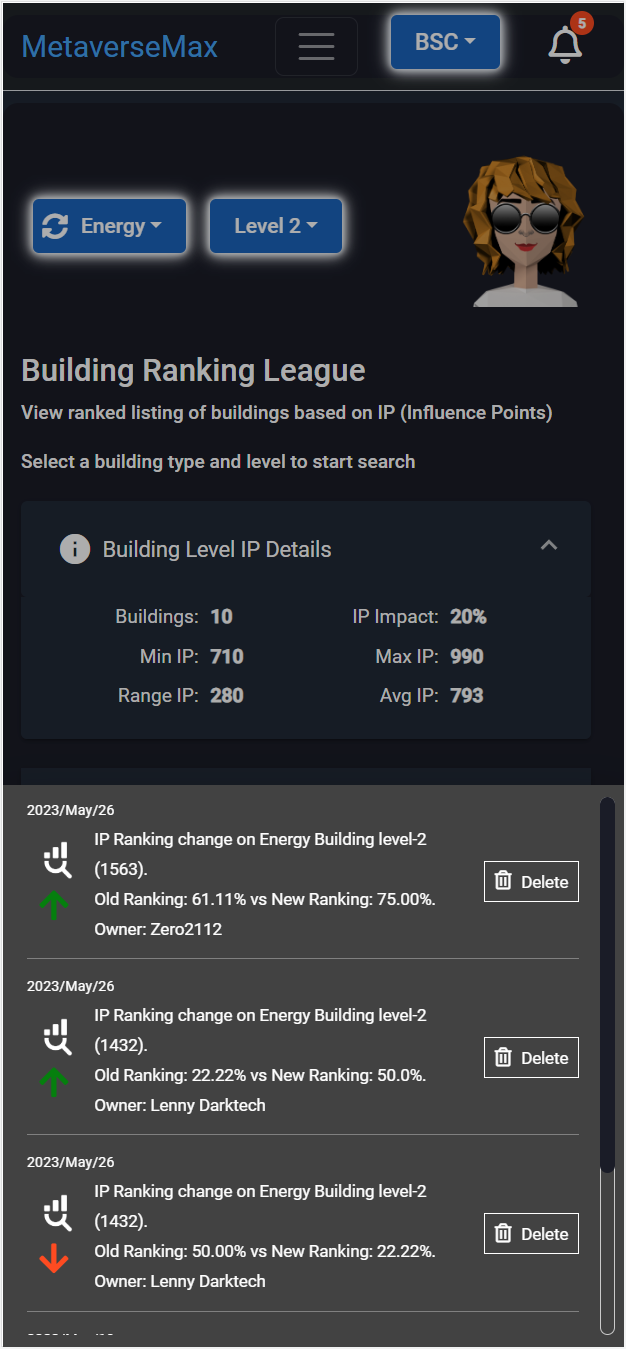 MetaverseMax
BSC
5
Energy
Level 2
Building Ranking League
View ranked listing of buildings based on IP (Influence Points)
Select a building type and level to start search
Building Level IP Details
Buildings: 10 IP Impact: 20%
Min IP: 710 Max IP: 990
Range IP: 280 Avg IP: 793
2023/May/26
IP Ranking change on Energy Building level-2
(1563).
Old Ranking: 61.11% vs New Ranking: 75.00%.
Owner: Zero2112
Delete
2023/May/26
IP Ranking change on Energy Building level-2
(1432).
Old Ranking: 22.22% vs New Ranking: 50.0%.
Owner: Lenny Darktech
Delete
2023/May/26
IP Ranking change on Energy Building level-2
(1432).
Old Ranking: 50.00% vs New Ranking: 22.22%.
Owner: Lenny Darktech
Delete